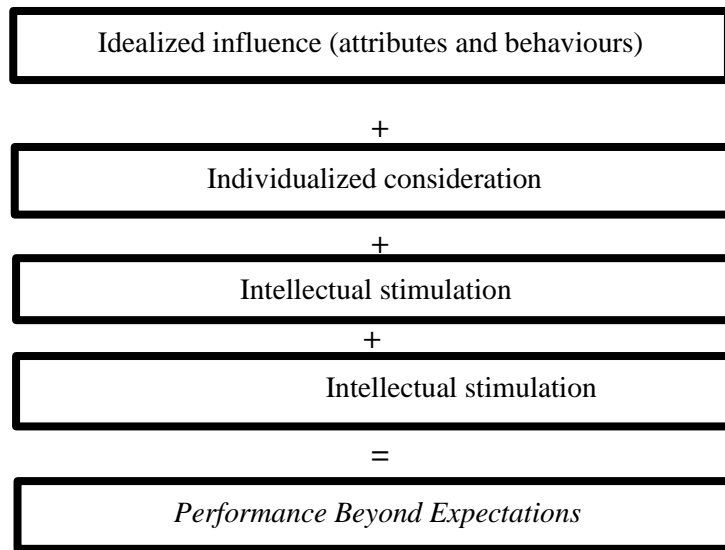 Idealized influence (attributes and behaviours)
+
Individualized consideration
+
Intellectual stimulation
+
Intellectual stimulation
=
Performance Beyond Expectations